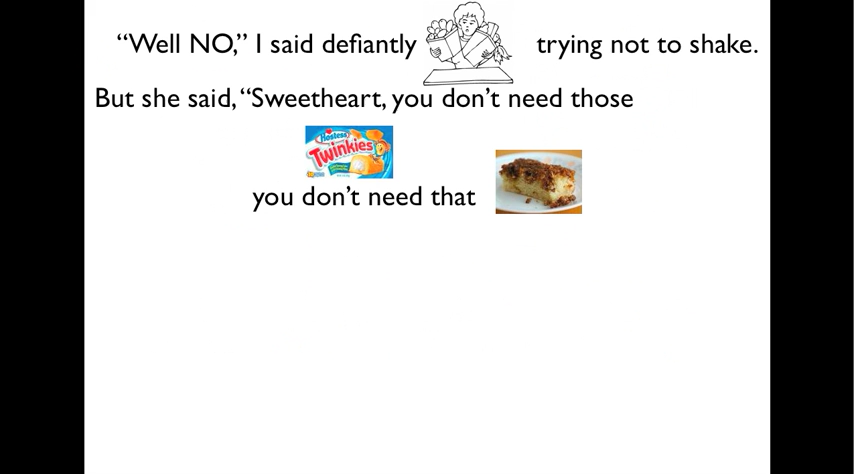 “Well NO,” I said defiantly trying not to shake.
But she said, “Sweetheart, you don’t need those
Hostess
Twinkies
you don’t need that